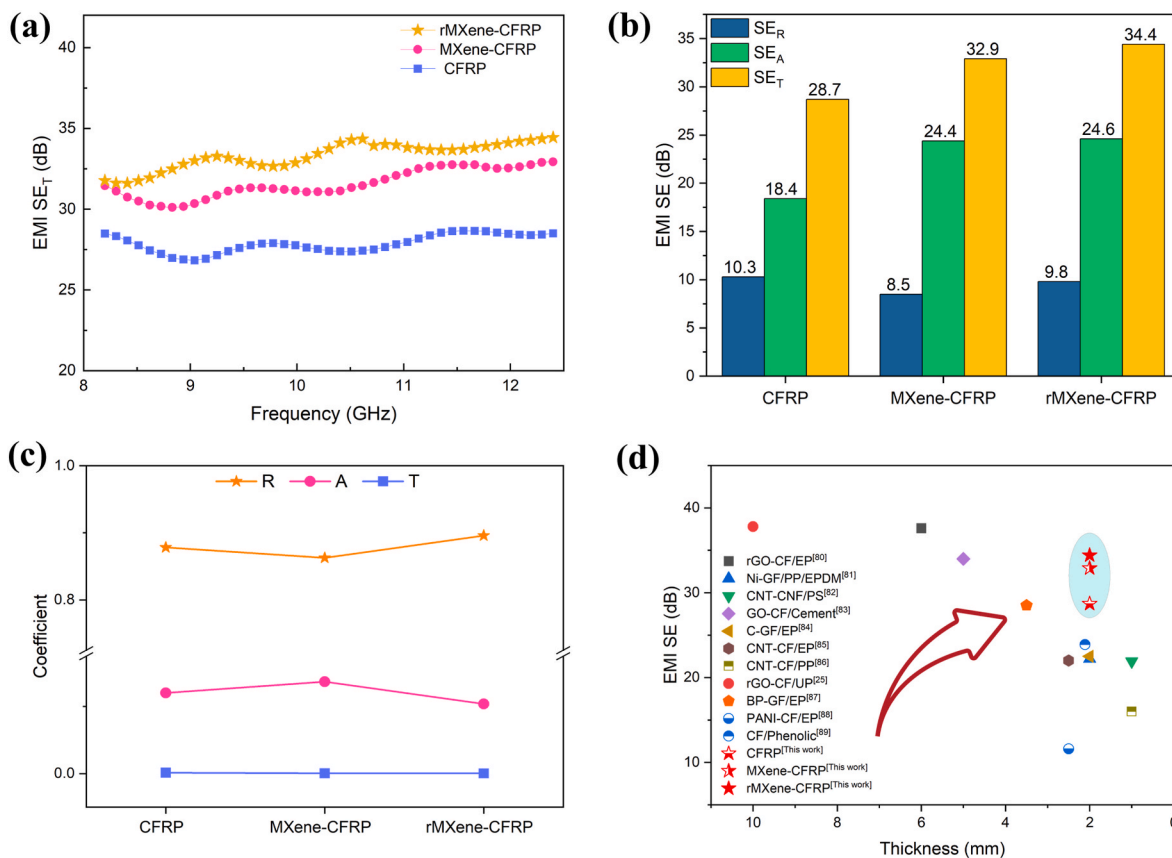 (a)
rMXene-CFRP
MXene-CFRP
CFRP
40
35
30
25
20
EMI SE_T (dB)
8 9 10 11 12
Frequency (GHz)
(b)
SE_R
SE_A
SE_T
35
30
25
20
15
10
5
0
EMI SE (dB)
10.3 18.4 28.7
8.5 24.4 32.9
9.8 24.6 34.4
CFRP MXene-CFRP rMXene-CFRP
(c)
R A T
1.0
0.8
0.0
Coefficient
CFRP MXene-CFRP rMXene-CFRP
(d)
40
30
20
10
EMI SE (dB)
rGO-CF/EP[80]
Ni-GF/PP/EPDM[81]
CNT-CNF/PS[82]
GO-CF/Cement[83]
C-GF/EP[84]
CNT-CF/EP[85]
CNT-CF/PP[86]
rGO-CF/UP[25]
BP-GF/EP[87]
PANI-CF/EP[88]
CF/Phenolic[89]
CFRP[This work]
MXene-CFRP[This work]
rMXene-CFRP[This work]
10 8 6 4 2 0
Thickness (mm)